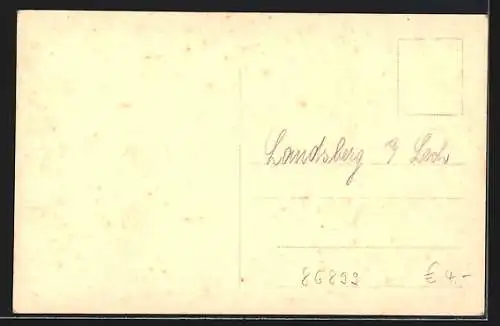 Landsberg a/ Lech
86899 € 4.-